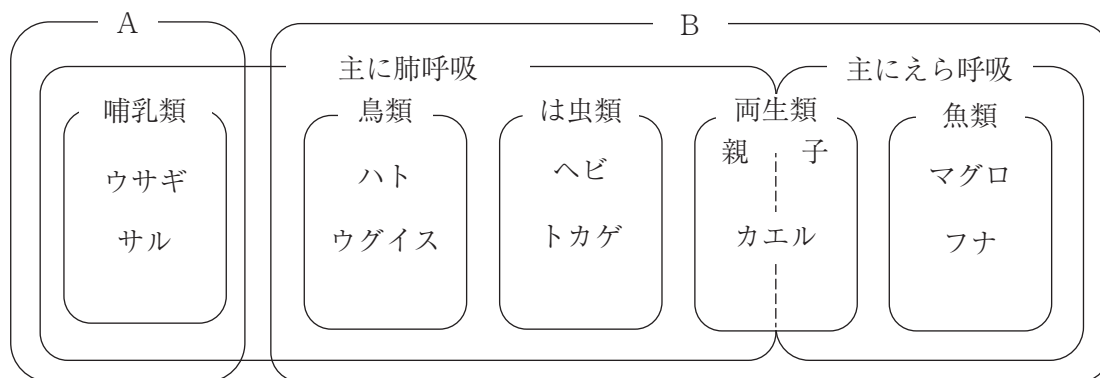 A
B
主に肺呼吸
主にえら呼吸
哺乳類
鳥類
は虫類
両生類
魚類
親 子
ウサギ
ハト
ヘビ
マグロ
サル
ウグイス
トカゲ
カエル
フナ